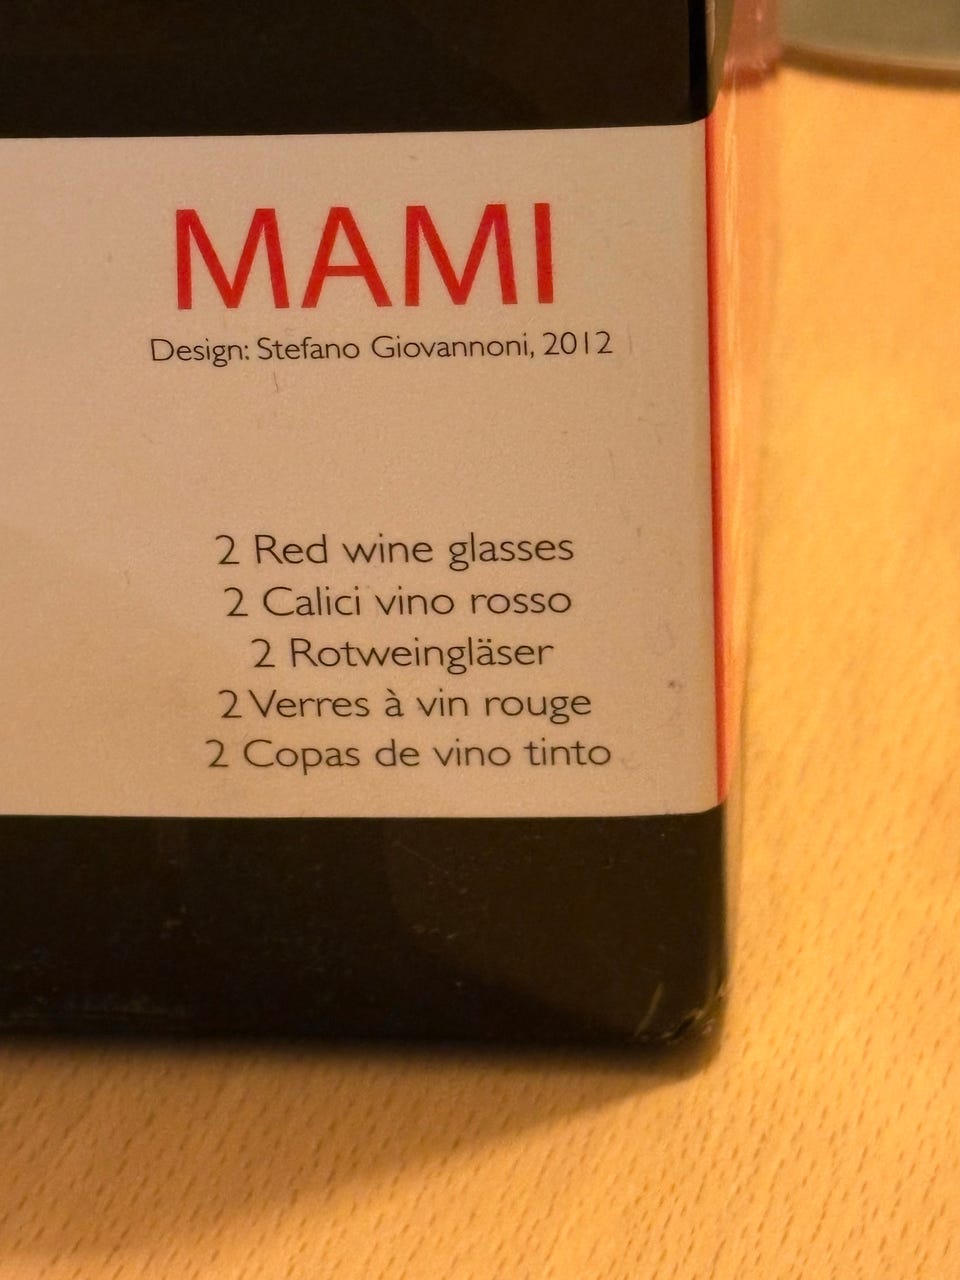 MAMI
Design: Stefano Giovannoni, 2012
2 Red wine glasses
2 Calici vino rosso
2 Rotweingläser
2 Verres à vin rouge
2 Copas de vino tinto